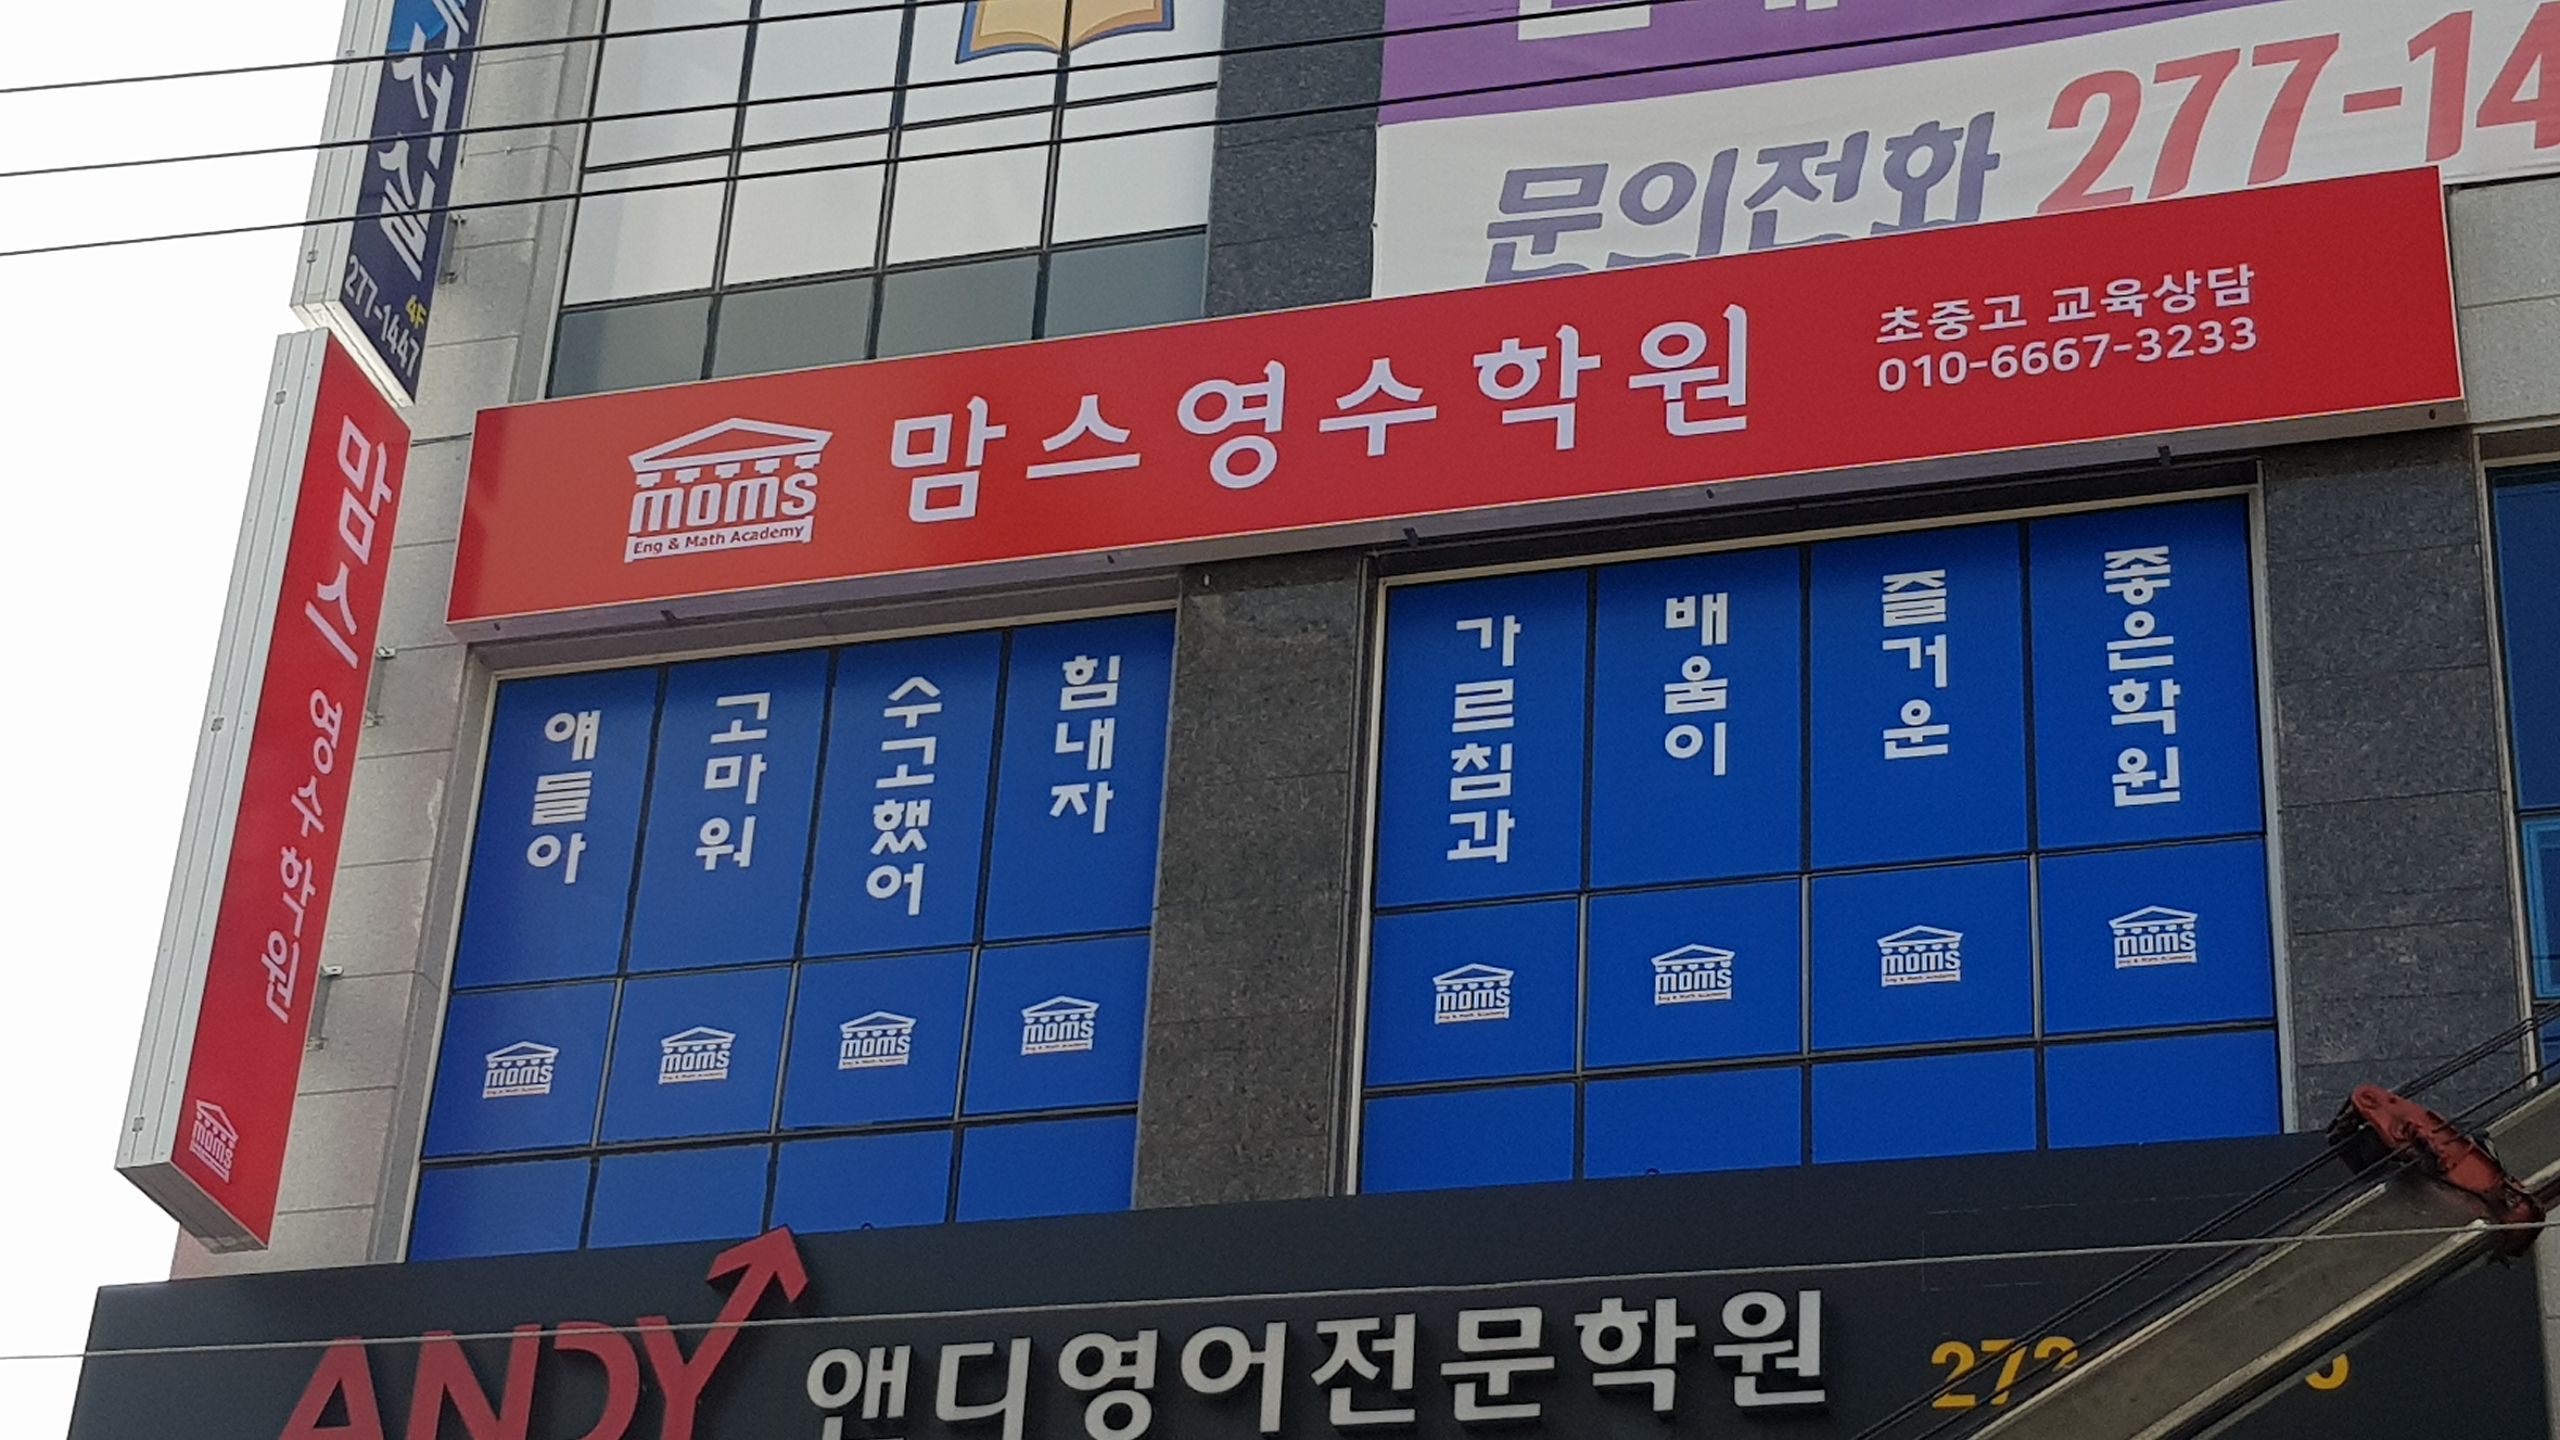 277-1447
4F
문의전화 277-14
맘스영수학원
초중고 교육상담
010-6667-3233
moms
Eng & Math Academy
맘스 영수학원
moms
얘들아
고마워
수고했어
힘내자
가르침과
배움이
즐거운
좋은학원
moms
moms
moms
moms
moms
moms
moms
moms
ANDY
앤디영어전문학원